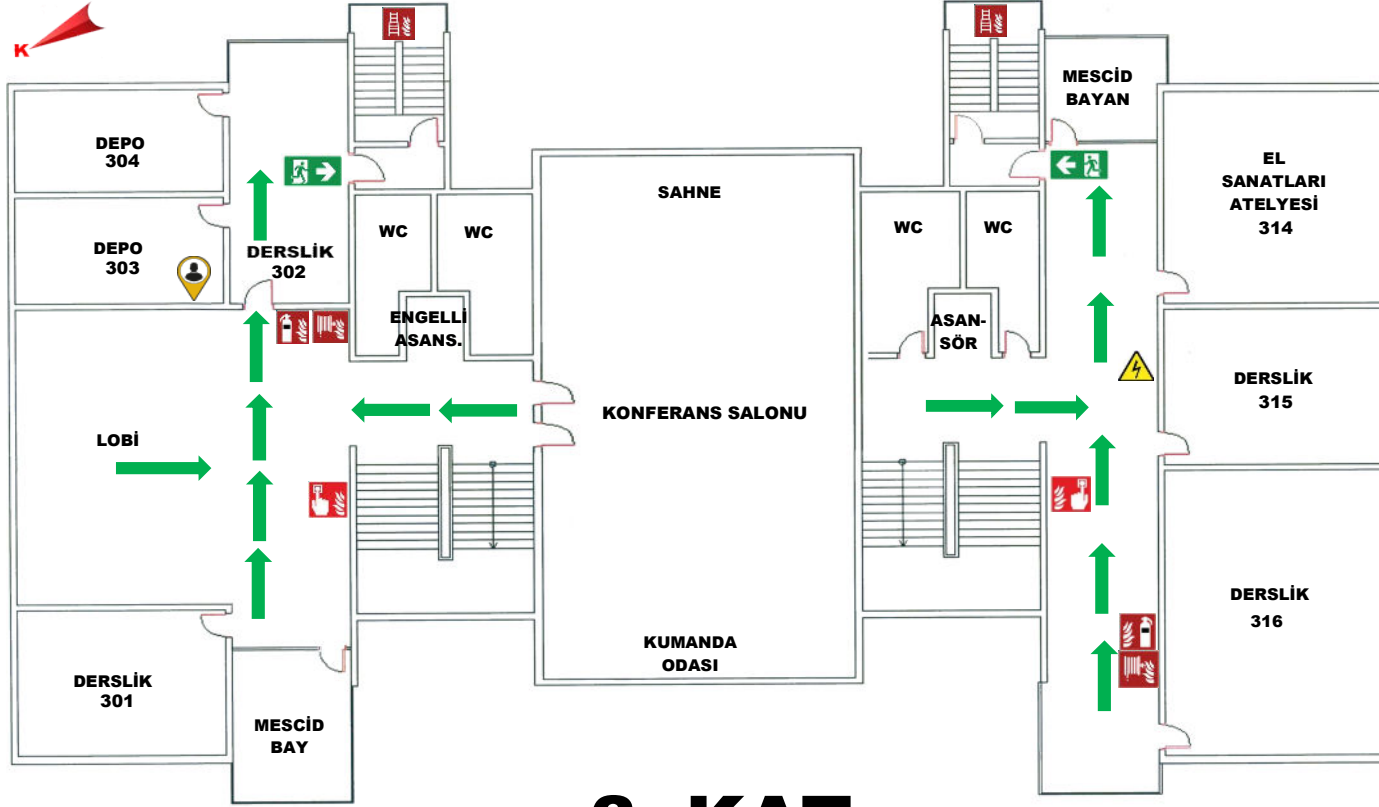 K
DEPO
304
DEPO
303
DERSLİK
302
WC
WC
ENGELLİ
ASANS.
LOBİ
DERSLİK
301
MESCİD
BAY
SAHNE
KONFERANS SALONU
KUMANDA
ODASI
WC
WC
ASAN-
SÖR
MESCİD
BAYAN
EL
SANATLARI
ATELYESİ
314
DERSLİK
315
DERSLİK
316
KAT